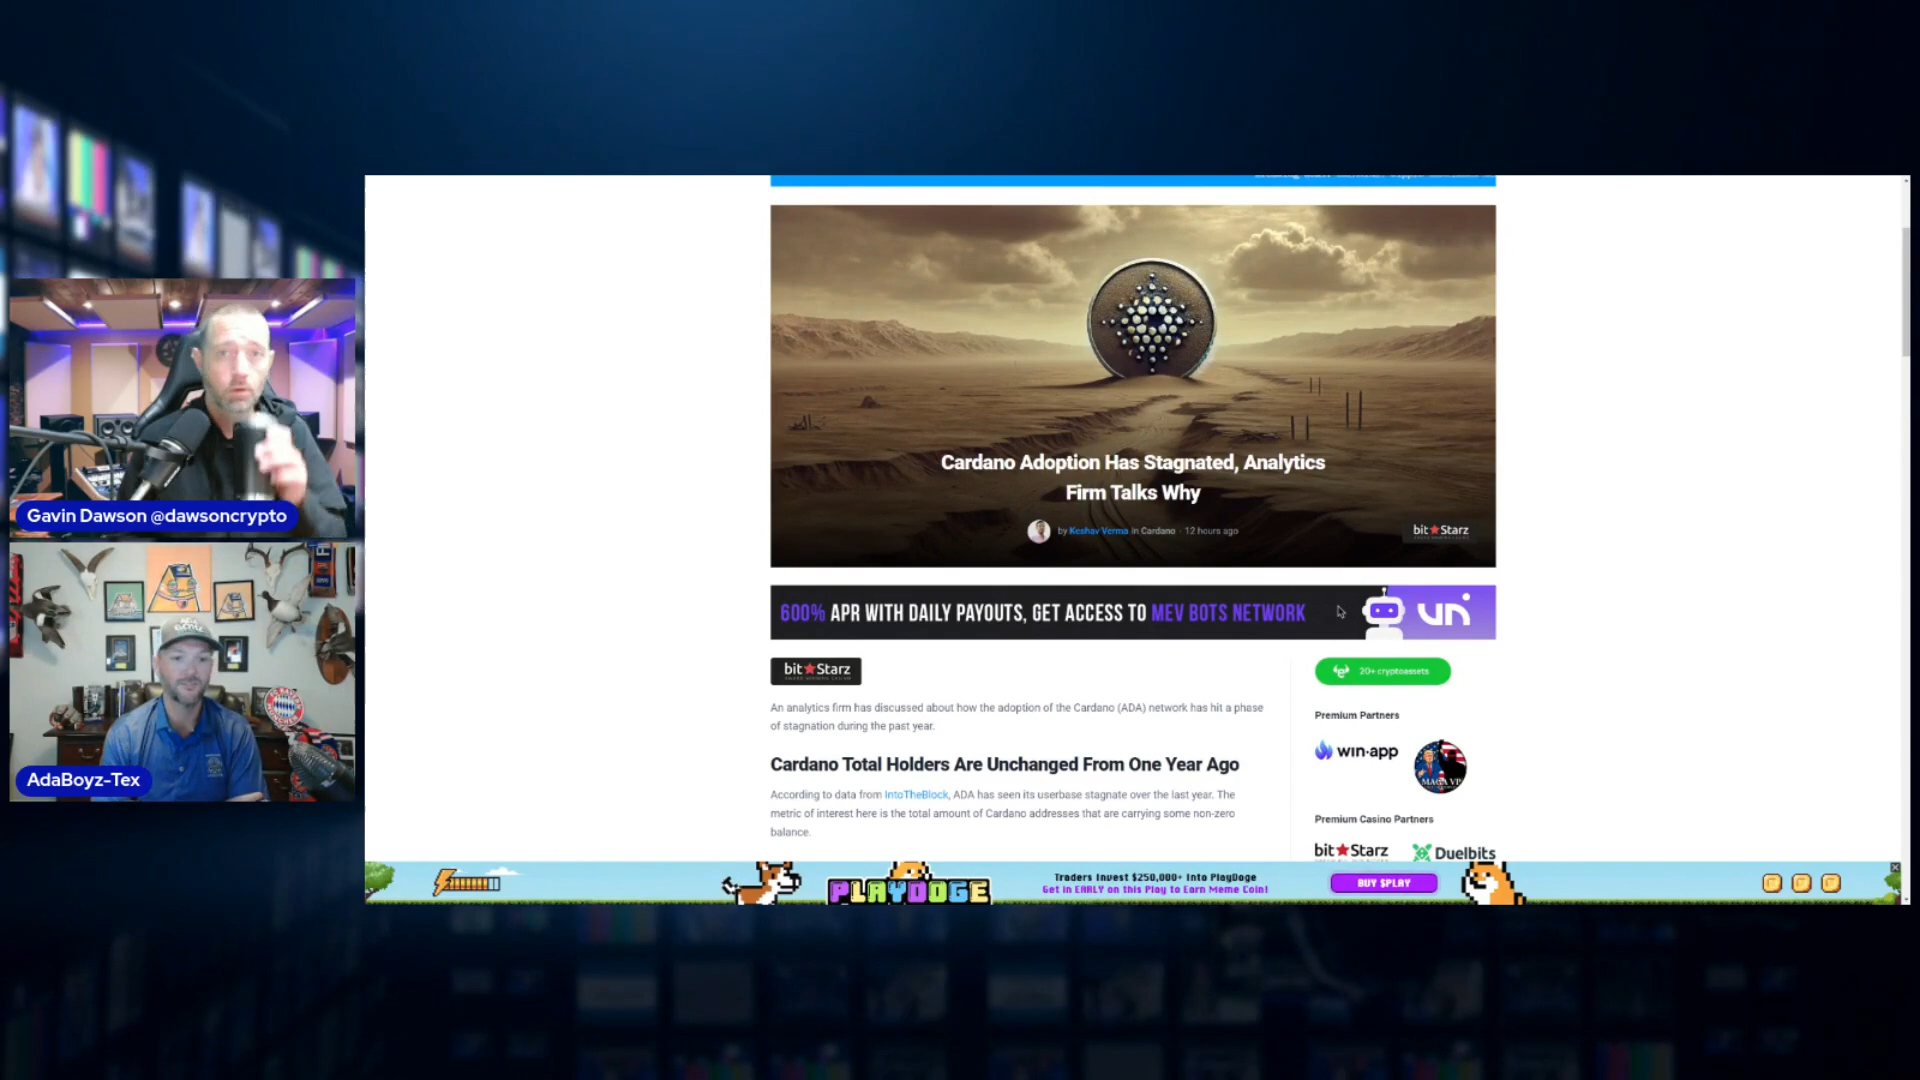 Gavin Dawson @dawsoncrypto
AdaBoyz-Tex
Cardano Adoption Has Stagnated, Analytics
Firm Talks Why
by Keshav Verma in Cardano · 12 hours ago
bit★Starz
600% APR WITH DAILY PAYOUTS, GET ACCESS TO MEV BOTS NETWORK
un
bit★Starz
20+ cryptoassets
An analytics firm has discussed about how the adoption of the Cardano (ADA) network has hit a phase
of stagnation during the past year.
Cardano Total Holders Are Unchanged From One Year Ago
According to data from IntoTheBlock, ADA has seen its userbase stagnate over the last year. The
metric of interest here is the total amount of Cardano addresses that are carrying some non-zero
balance.
Premium Partners
win·app
MAGA VP
Premium Casino Partners
bit★Starz
Duelbits
PLAYDOGE
Traders Invest $250,000+ Into PlayDoge
Get in EARLY on this Play to Earn Meme Coin!
BUY $PLAY